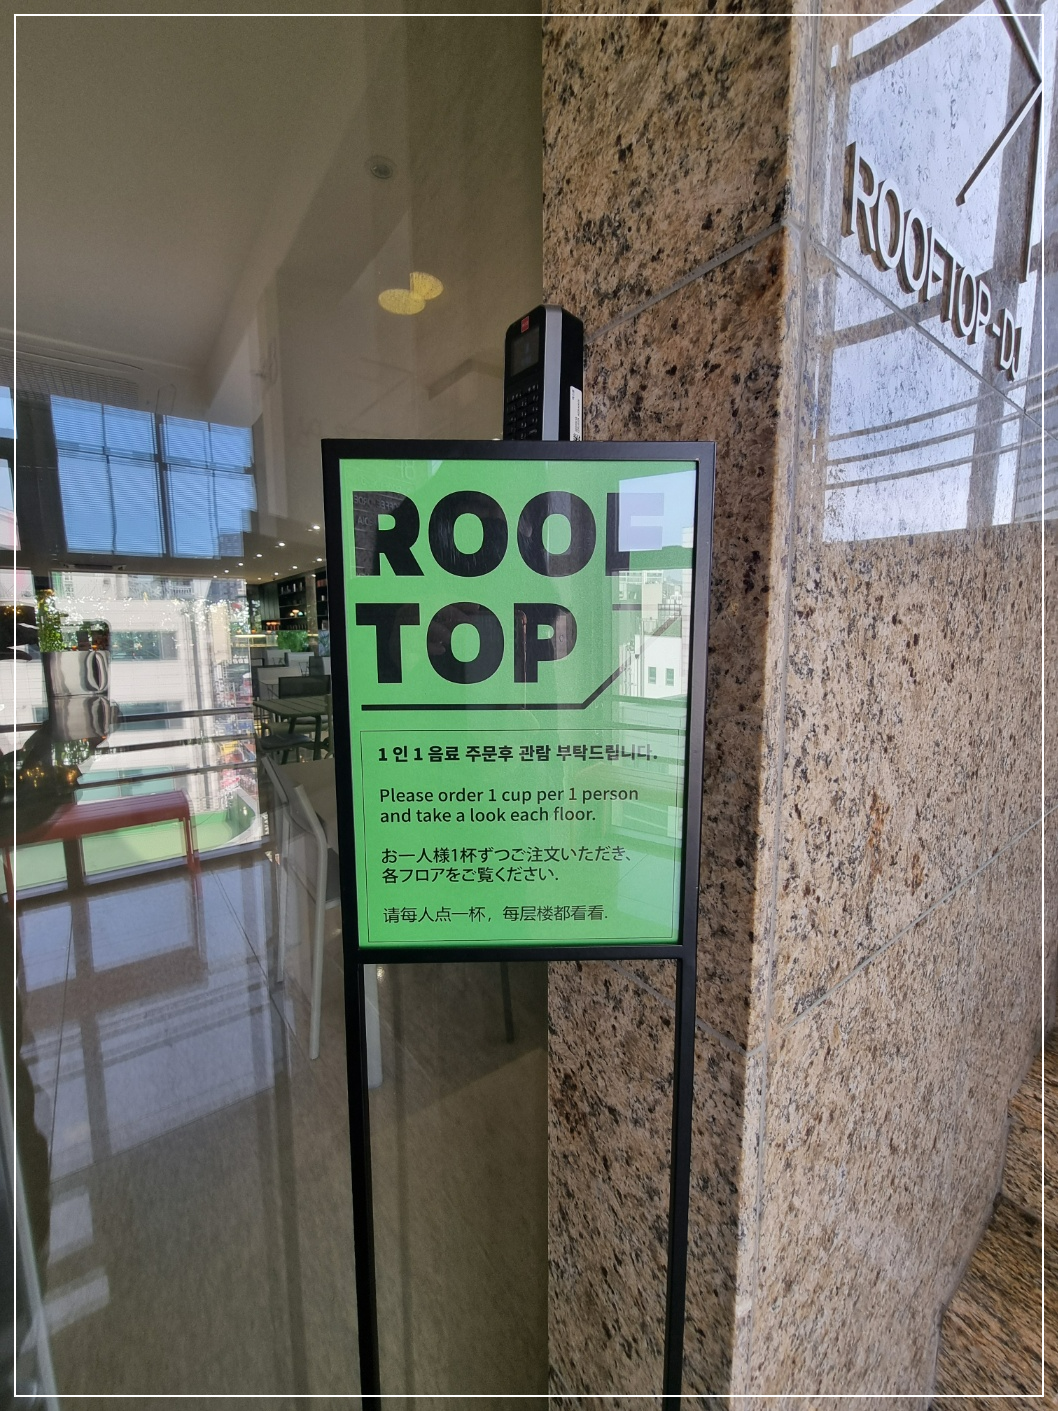 ROOF
TOP
1 인 1 음료 주문후 관람 부탁드립니다.
Please order 1 cup per 1 person
and take a look each floor.
お一人様1杯ずつご注文いただき、
各フロアをご覧ください.
请每人点一杯，每层楼都看看.